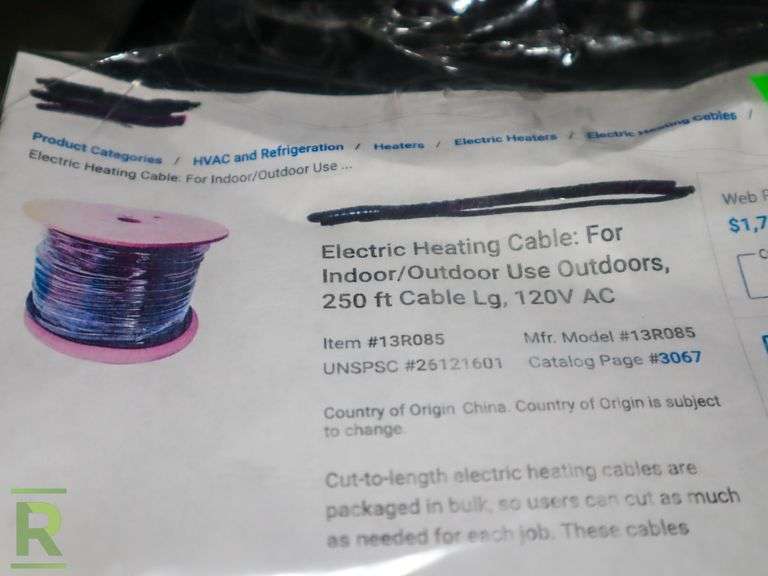 Product Categories / HVAC and Refrigeration / Heaters / Electric Heaters / Electric Heating Cables /
Electric Heating Cable: For Indoor/Outdoor Use ...
Web
$1,7
Electric Heating Cable: For
Indoor/Outdoor Use Outdoors,
250 ft Cable Lg, 120V AC
Item #13R085 Mfr. Model #13R085
UNSPSC #26121601 Catalog Page #3067
Country of Origin China. Country of Origin is subject
to change.
Cut-to-length electric heating cables are
packaged in bulk, so users can cut as much
as needed for each job. These cables
R